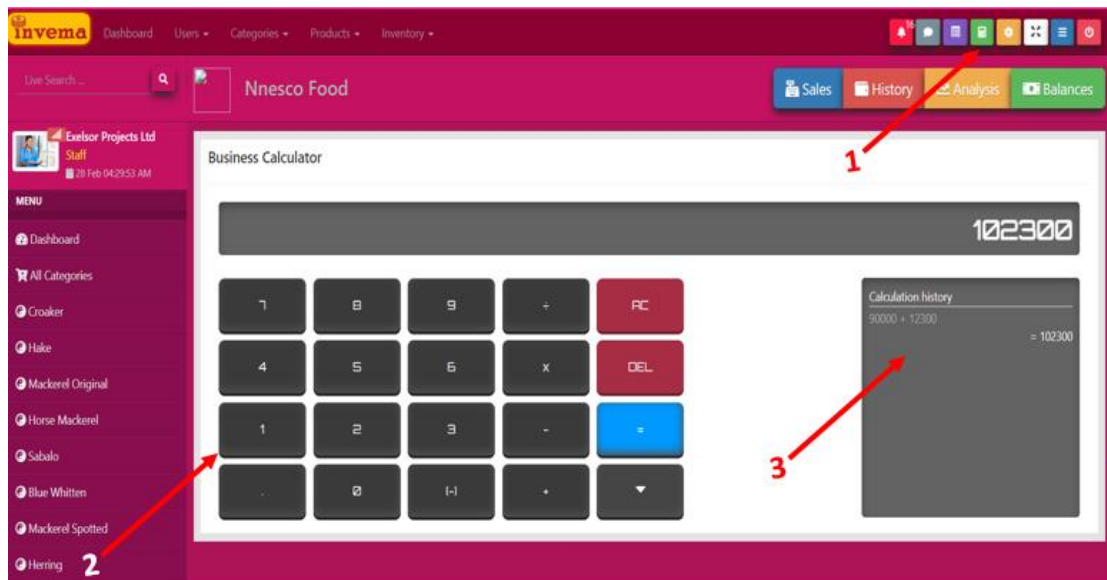 invema Dashboard Users Categories Products Inventory 16
Live Search ...
Nnesco Food
Sales History Analysis Balances
1
Exelsor Projects Ltd
Staff
28 Feb 04:29:53 AM
MENU
Dashboard
All Categories
Croaker
Hake
Mackerel Original
Horse Mackerel
Sabalo
Blue Whitten
Mackerel Spotted
Herring
Business Calculator
102300
7 8 9 ÷ AC
4 5 6 x DEL
1 2 3 - =
. 0 (-) +
Calculation history
90000 + 12300
= 102300
2
3